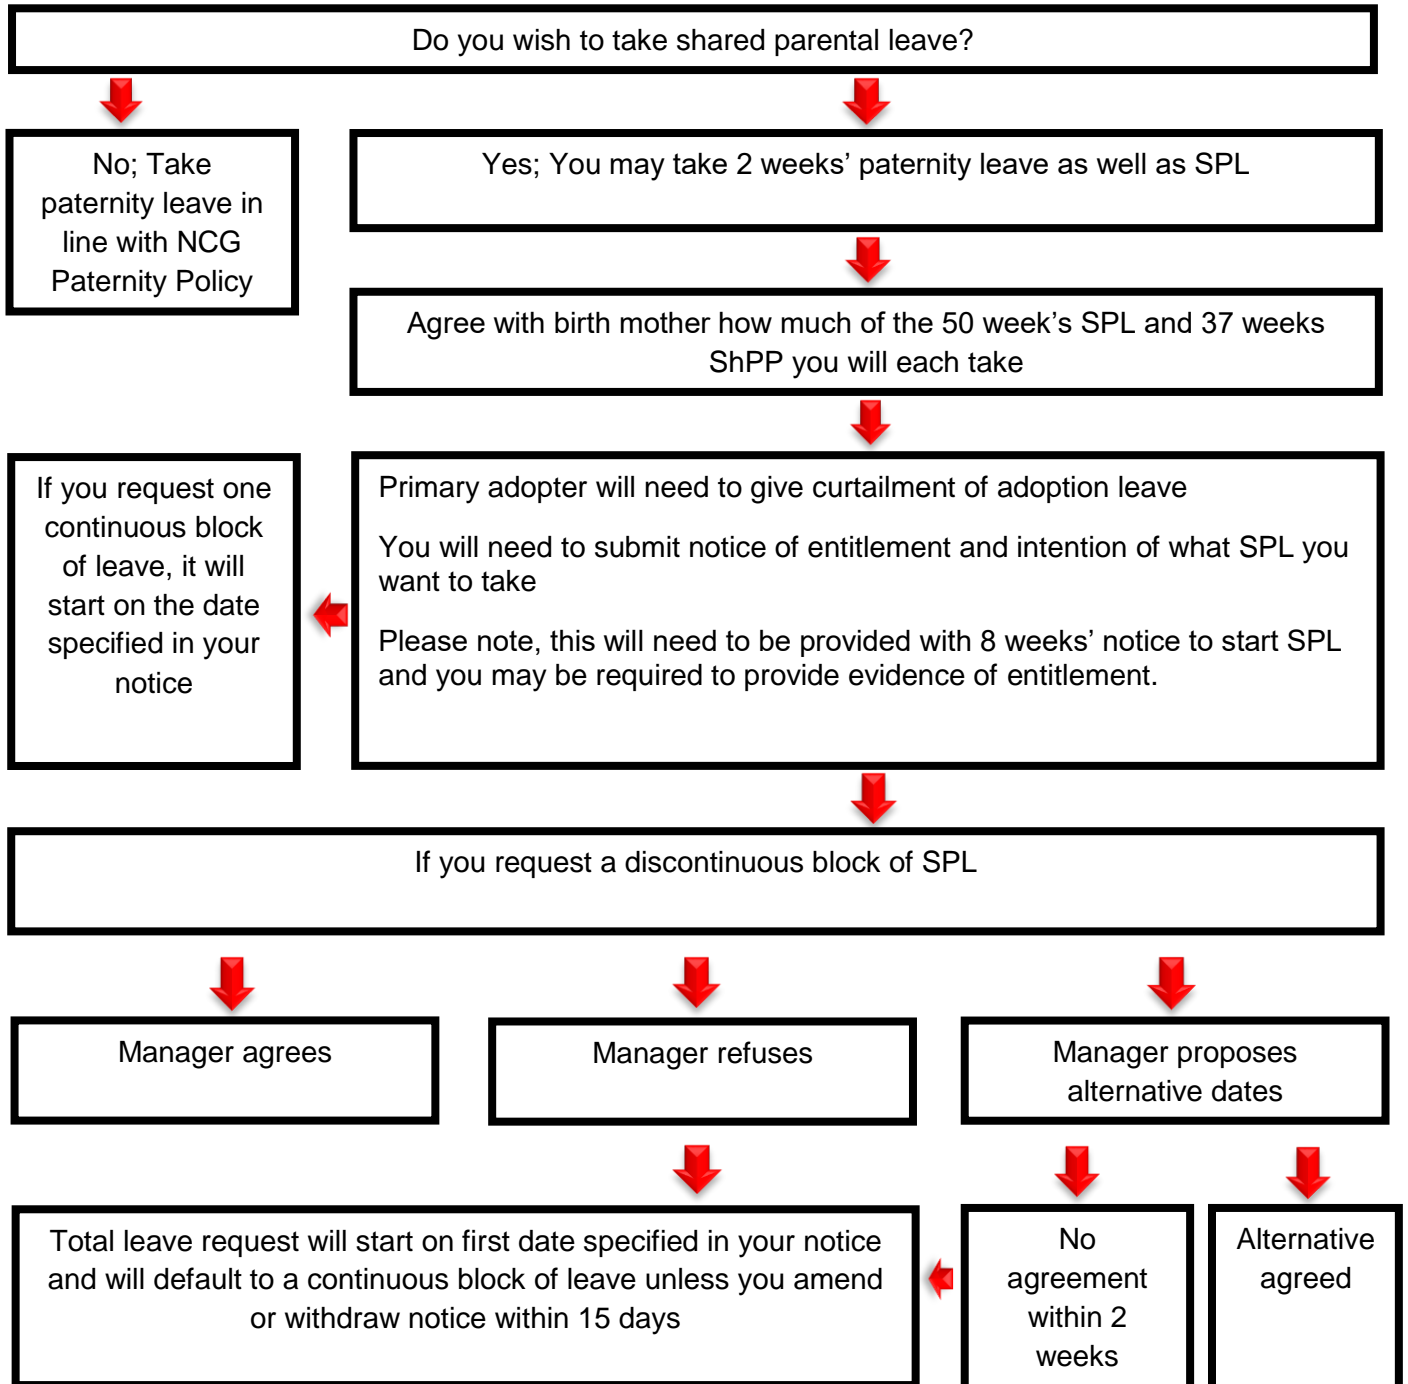 Do you wish to take shared parental leave?
No; Take
paternity leave in
line with NCG
Paternity Policy
Yes; You may take 2 weeks’ paternity leave as well as SPL
Agree with birth mother how much of the 50 week’s SPL and 37 weeks
ShPP you will each take
If you request one
continuous block
of leave, it will
start on the date
specified in your
notice
Primary adopter will need to give curtailment of adoption leave
You will need to submit notice of entitlement and intention of what SPL you
want to take
Please note, this will need to be provided with 8 weeks’ notice to start SPL
and you may be required to provide evidence of entitlement.
If you request a discontinuous block of SPL
Manager agrees
Manager refuses
Manager proposes
alternative dates
Total leave request will start on first date specified in your notice
and will default to a continuous block of leave unless you amend
or withdraw notice within 15 days
No
agreement
within 2
weeks
Alternative
agreed